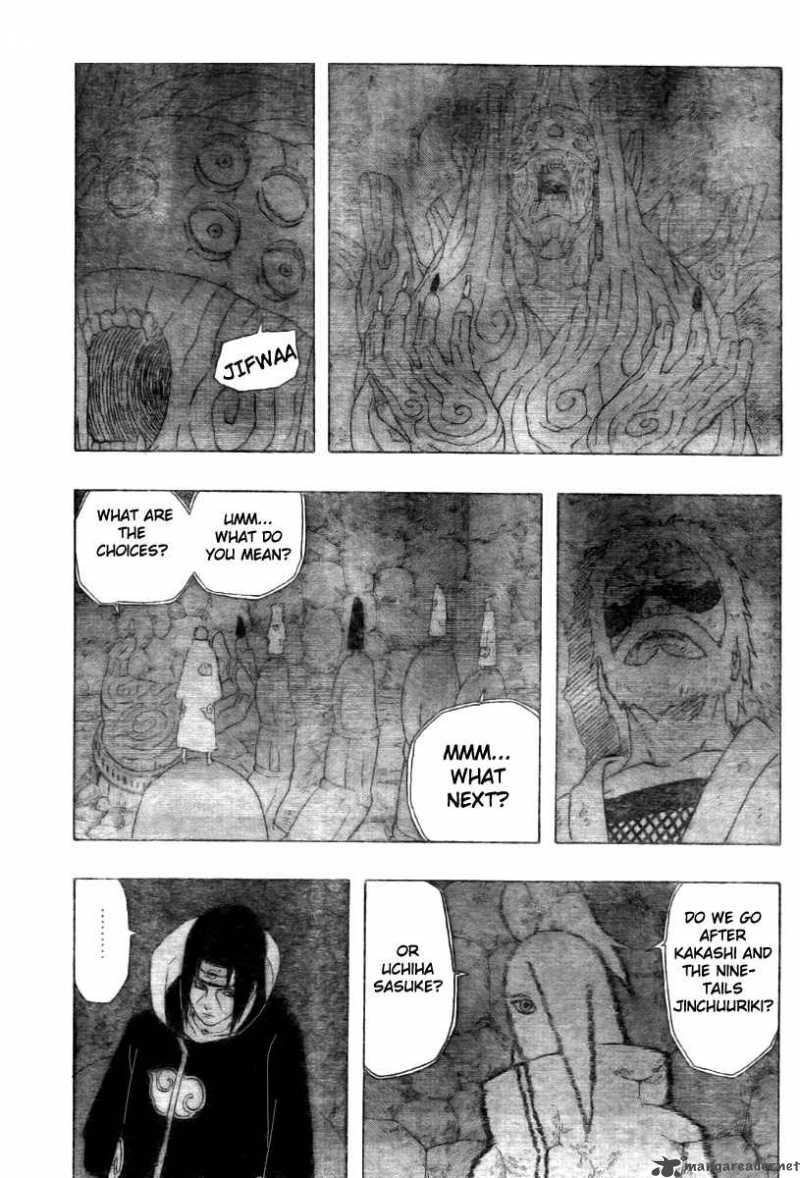 JIFWAA
MMM...
WHAT
NEXT?
UMM...
WHAT DO
YOU MEAN?
WHAT ARE
THE
CHOICES?
DO WE GO
AFTER
KAKASHI AND
THE NINE-
TAILS
JINCHUURIKI?
OR
UCHIHA
SASUKE?
.........
mangareader.net